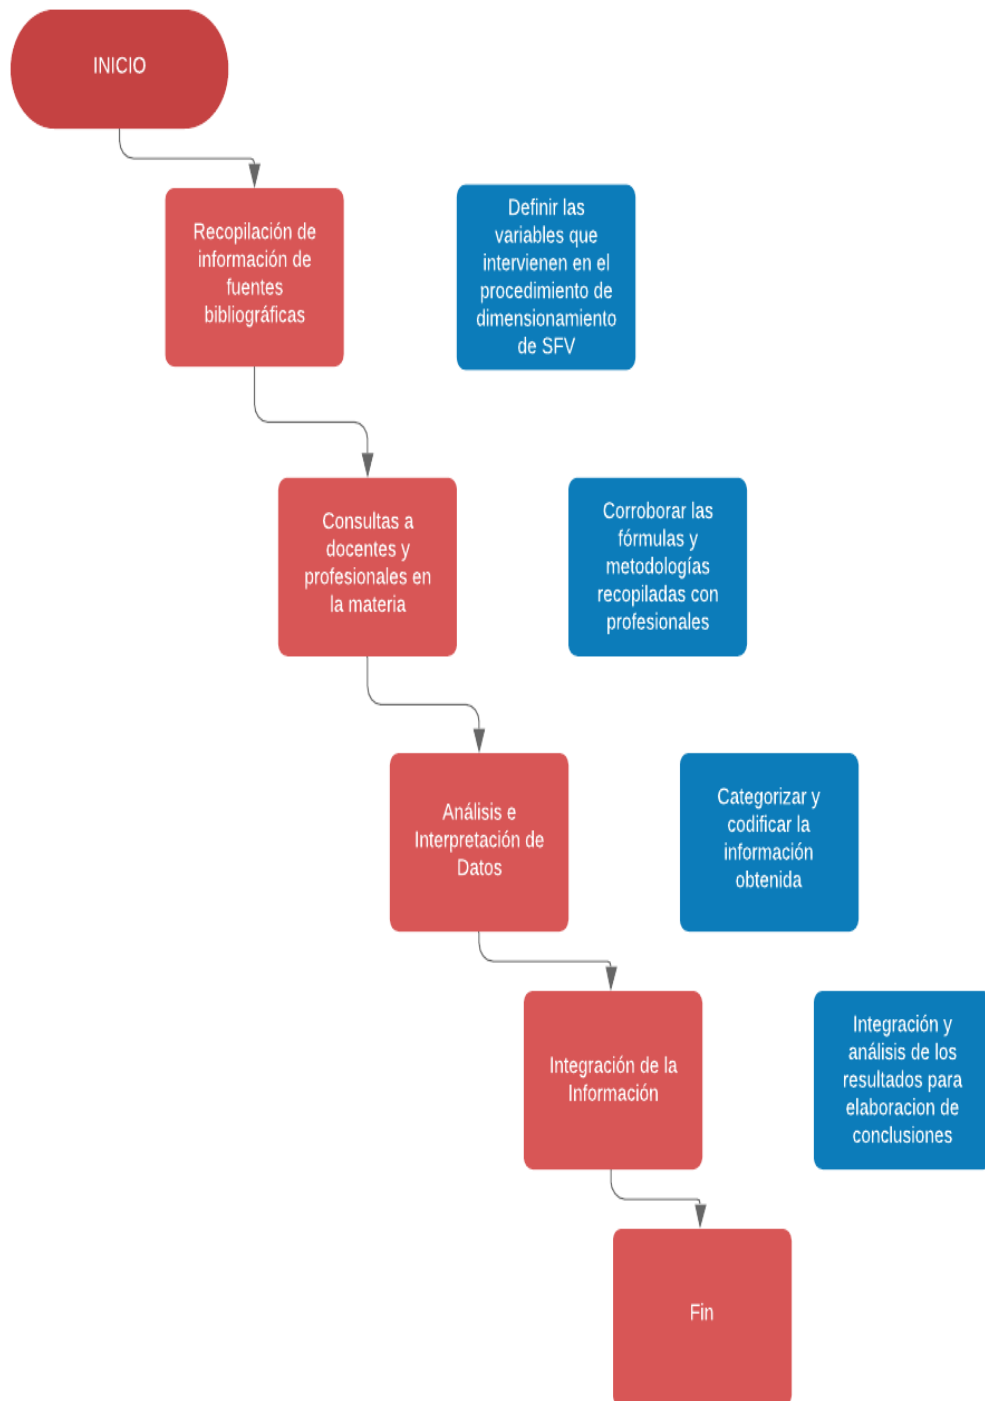 INICIO
Recopilación de
información de
fuentes
bibliográficas
Definir las
variables que
intervienen en el
procedimiento de
dimensionamiento
de SFV
Consultas a
docentes y
profesionales en
la materia
Corroborar las
fórmulas y
metodologías
recopiladas con
profesionales
Análisis e
Interpretación de
Datos
Categorizar y
codificar la
información
obtenida
Integración de la
Información
Integración y
análisis de los
resultados para
elaboracion de
conclusiones
Fin